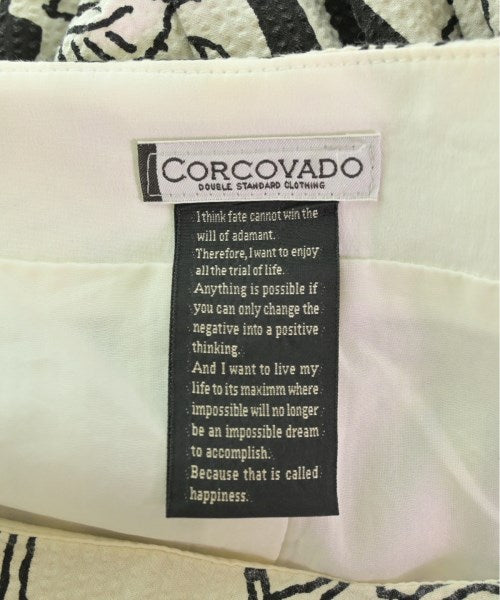 CORCOVADO
DOUBLE STANDARD CLOTHING
I think fate cannot win the
will of adamant.
Therefore, I want to enjoy
all the trial of life.
Anything is possible if
you can only change the
negative into a positive
thinking.
And I want to live my
life to its maximm where
impossible will no longer
be an impossible dream
to accomplish.
Because that is called
happiness.